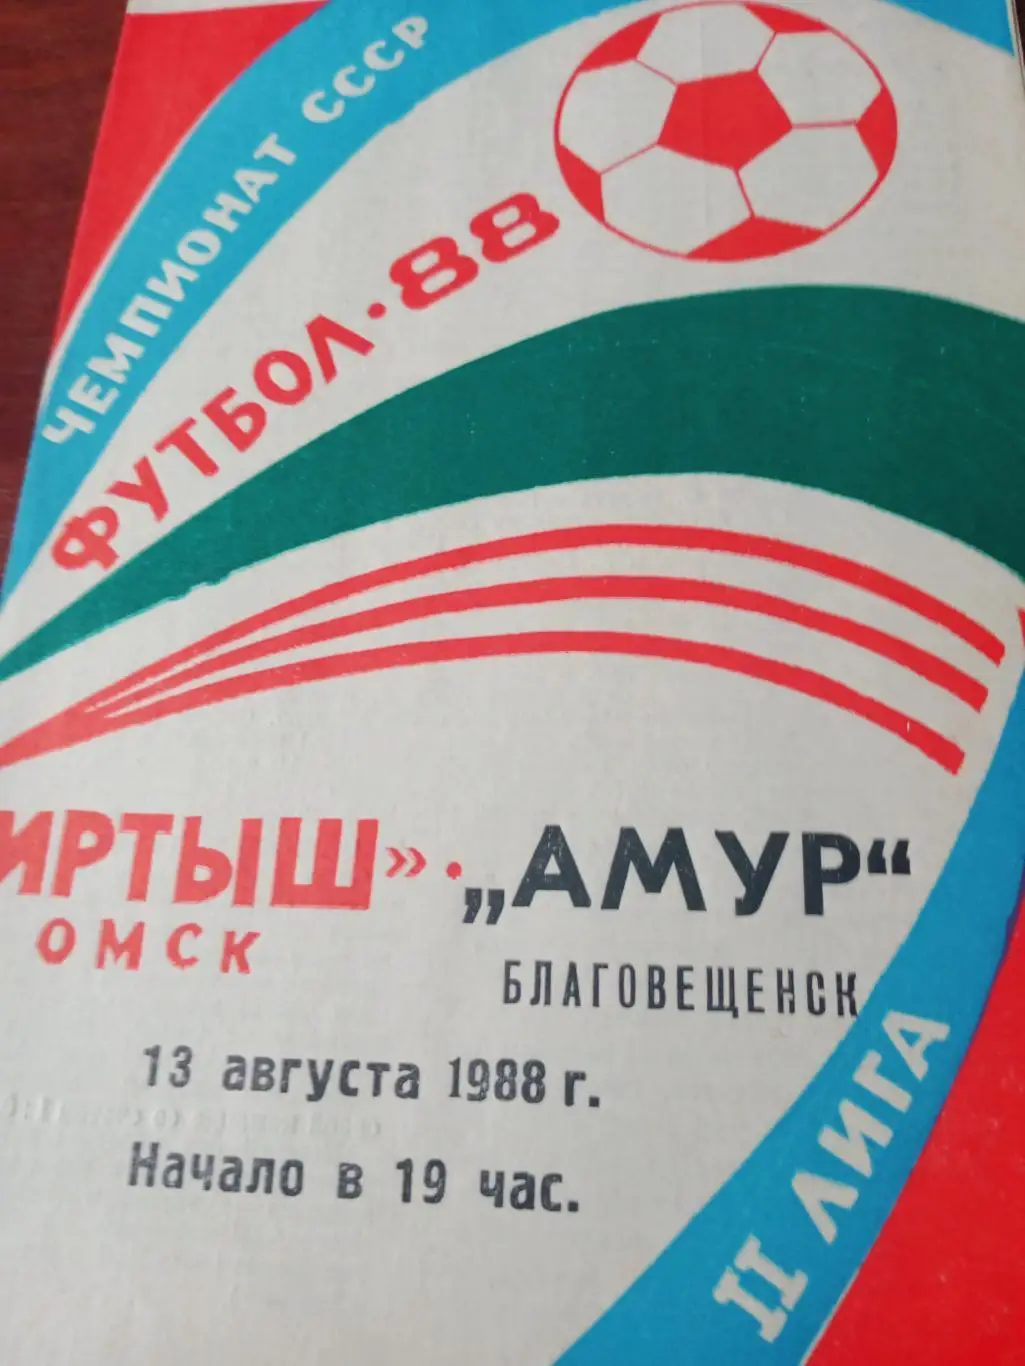 ЧЕМПИОНАТ СССР
ФУТБОЛ·88
ИРТЫШ» · „АМУР“
ОМСК
БЛАГОВЕЩЕНСК
13 августа 1988 г.
Начало в 19 час.
II ЛИГА